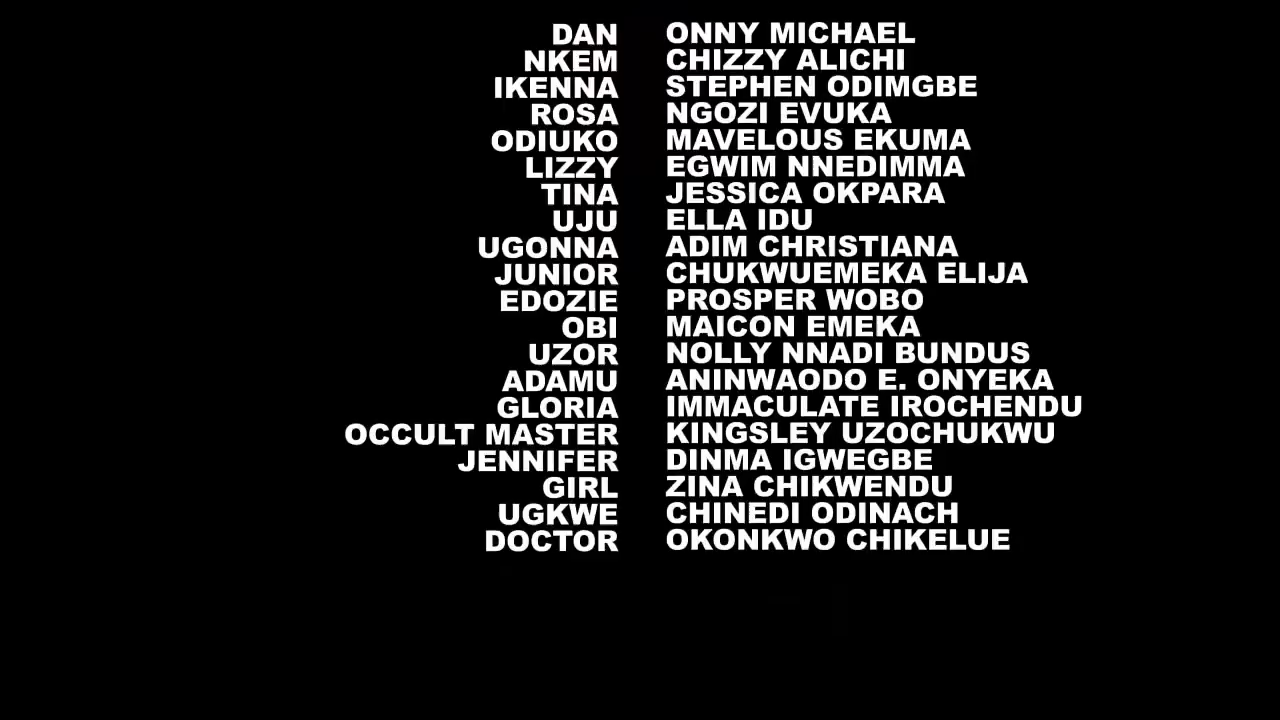 DAN ONNY MICHAEL
NKEM CHIZZY ALICHI
IKENNA STEPHEN ODIMGBE
ROSA NGOZI EVUKA
ODIUKO MAVELOUS EKUMA
LIZZY EGWIM NNEDIMMA
TINA JESSICA OKPARA
UJU ELLA IDU
UGONNA ADIM CHRISTIANA
JUNIOR CHUKWUEMEKA ELIJA
EDOZIE PROSPER WOBO
OBI MAICON EMEKA
UZOR NOLLY NNADI BUNDUS
ADAMU ANINWAODO E. ONYEKA
GLORIA IMMACULATE IROCHENDU
OCCULT MASTER KINGSLEY UZOCHUKWU
JENNIFER DINMA IGWEGBE
GIRL ZINA CHIKWENDU
UGKWE CHINEDI ODINACH
DOCTOR OKONKWO CHIKELUE